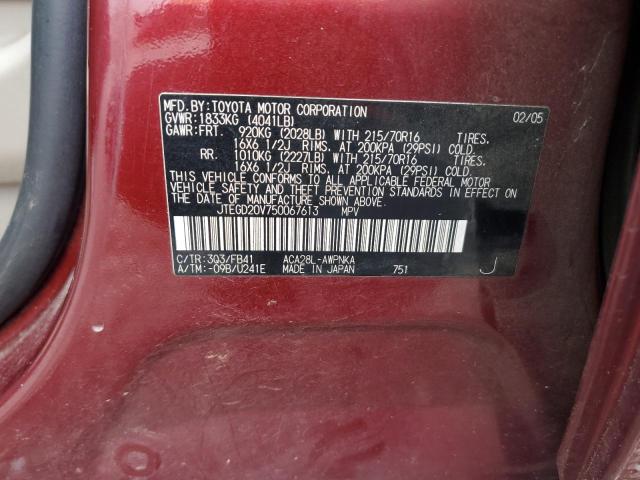 MFD.BY:TOYOTA MOTOR CORPORATION 02/05
GVWR:1833KG (4041LB)
GAWR:FRT. 920KG (2028LB) WITH 215/70R16 TIRES.
16X6 1/2J RIMS. AT 200KPA (29PSI) COLD.
RR. 1010KG (2227LB) WITH 215/70R16 TIRES.
16X6 1/2J RIMS. AT 200KPA (29PSI) COLD.
THIS VEHICLE CONFORMS TO ALL APPLICABLE FEDERAL MOTOR
VEHICLE SAFETY AND THEFT PREVENTION STANDARDS IN EFFECT ON
THE DATE OF MANUFACTURE SHOWN ABOVE.
JTEGD20V750067613 MPV
C/TR:3Q3/FB41 ACA28L-AWPNKA
A/TM:-09B/U241E MADE IN JAPAN 751 J